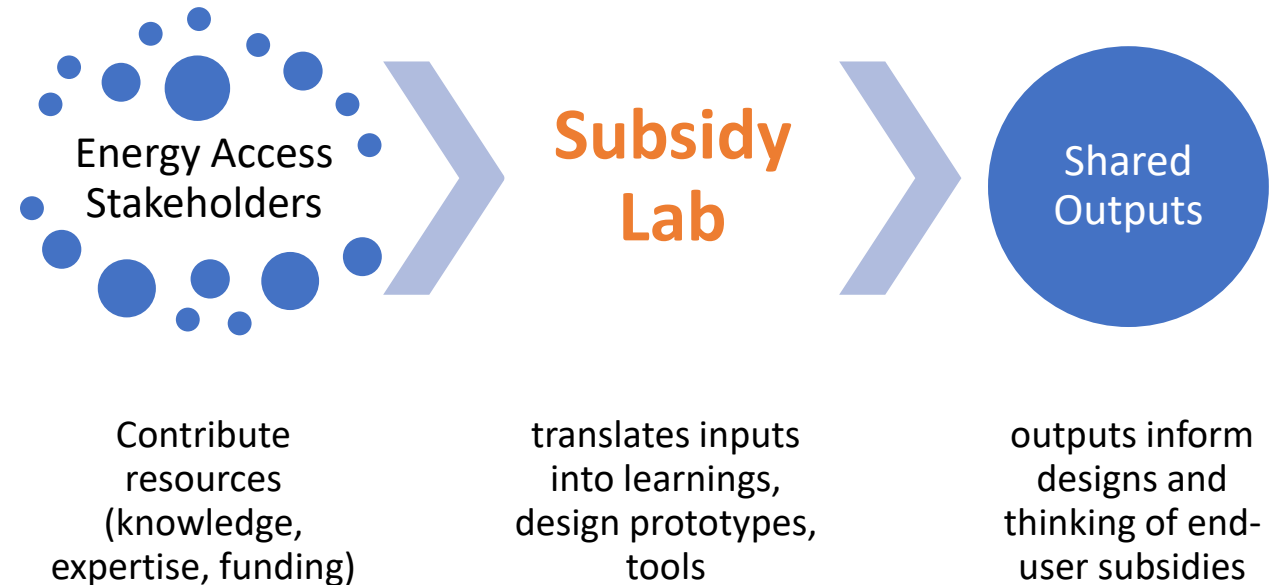 Energy Access
Stakeholders
Subsidy
Lab
Shared
Outputs
Contribute
resources
(knowledge,
expertise, funding)
translates inputs
into learnings,
design prototypes,
tools
outputs inform
designs and
thinking of end-
user subsidies